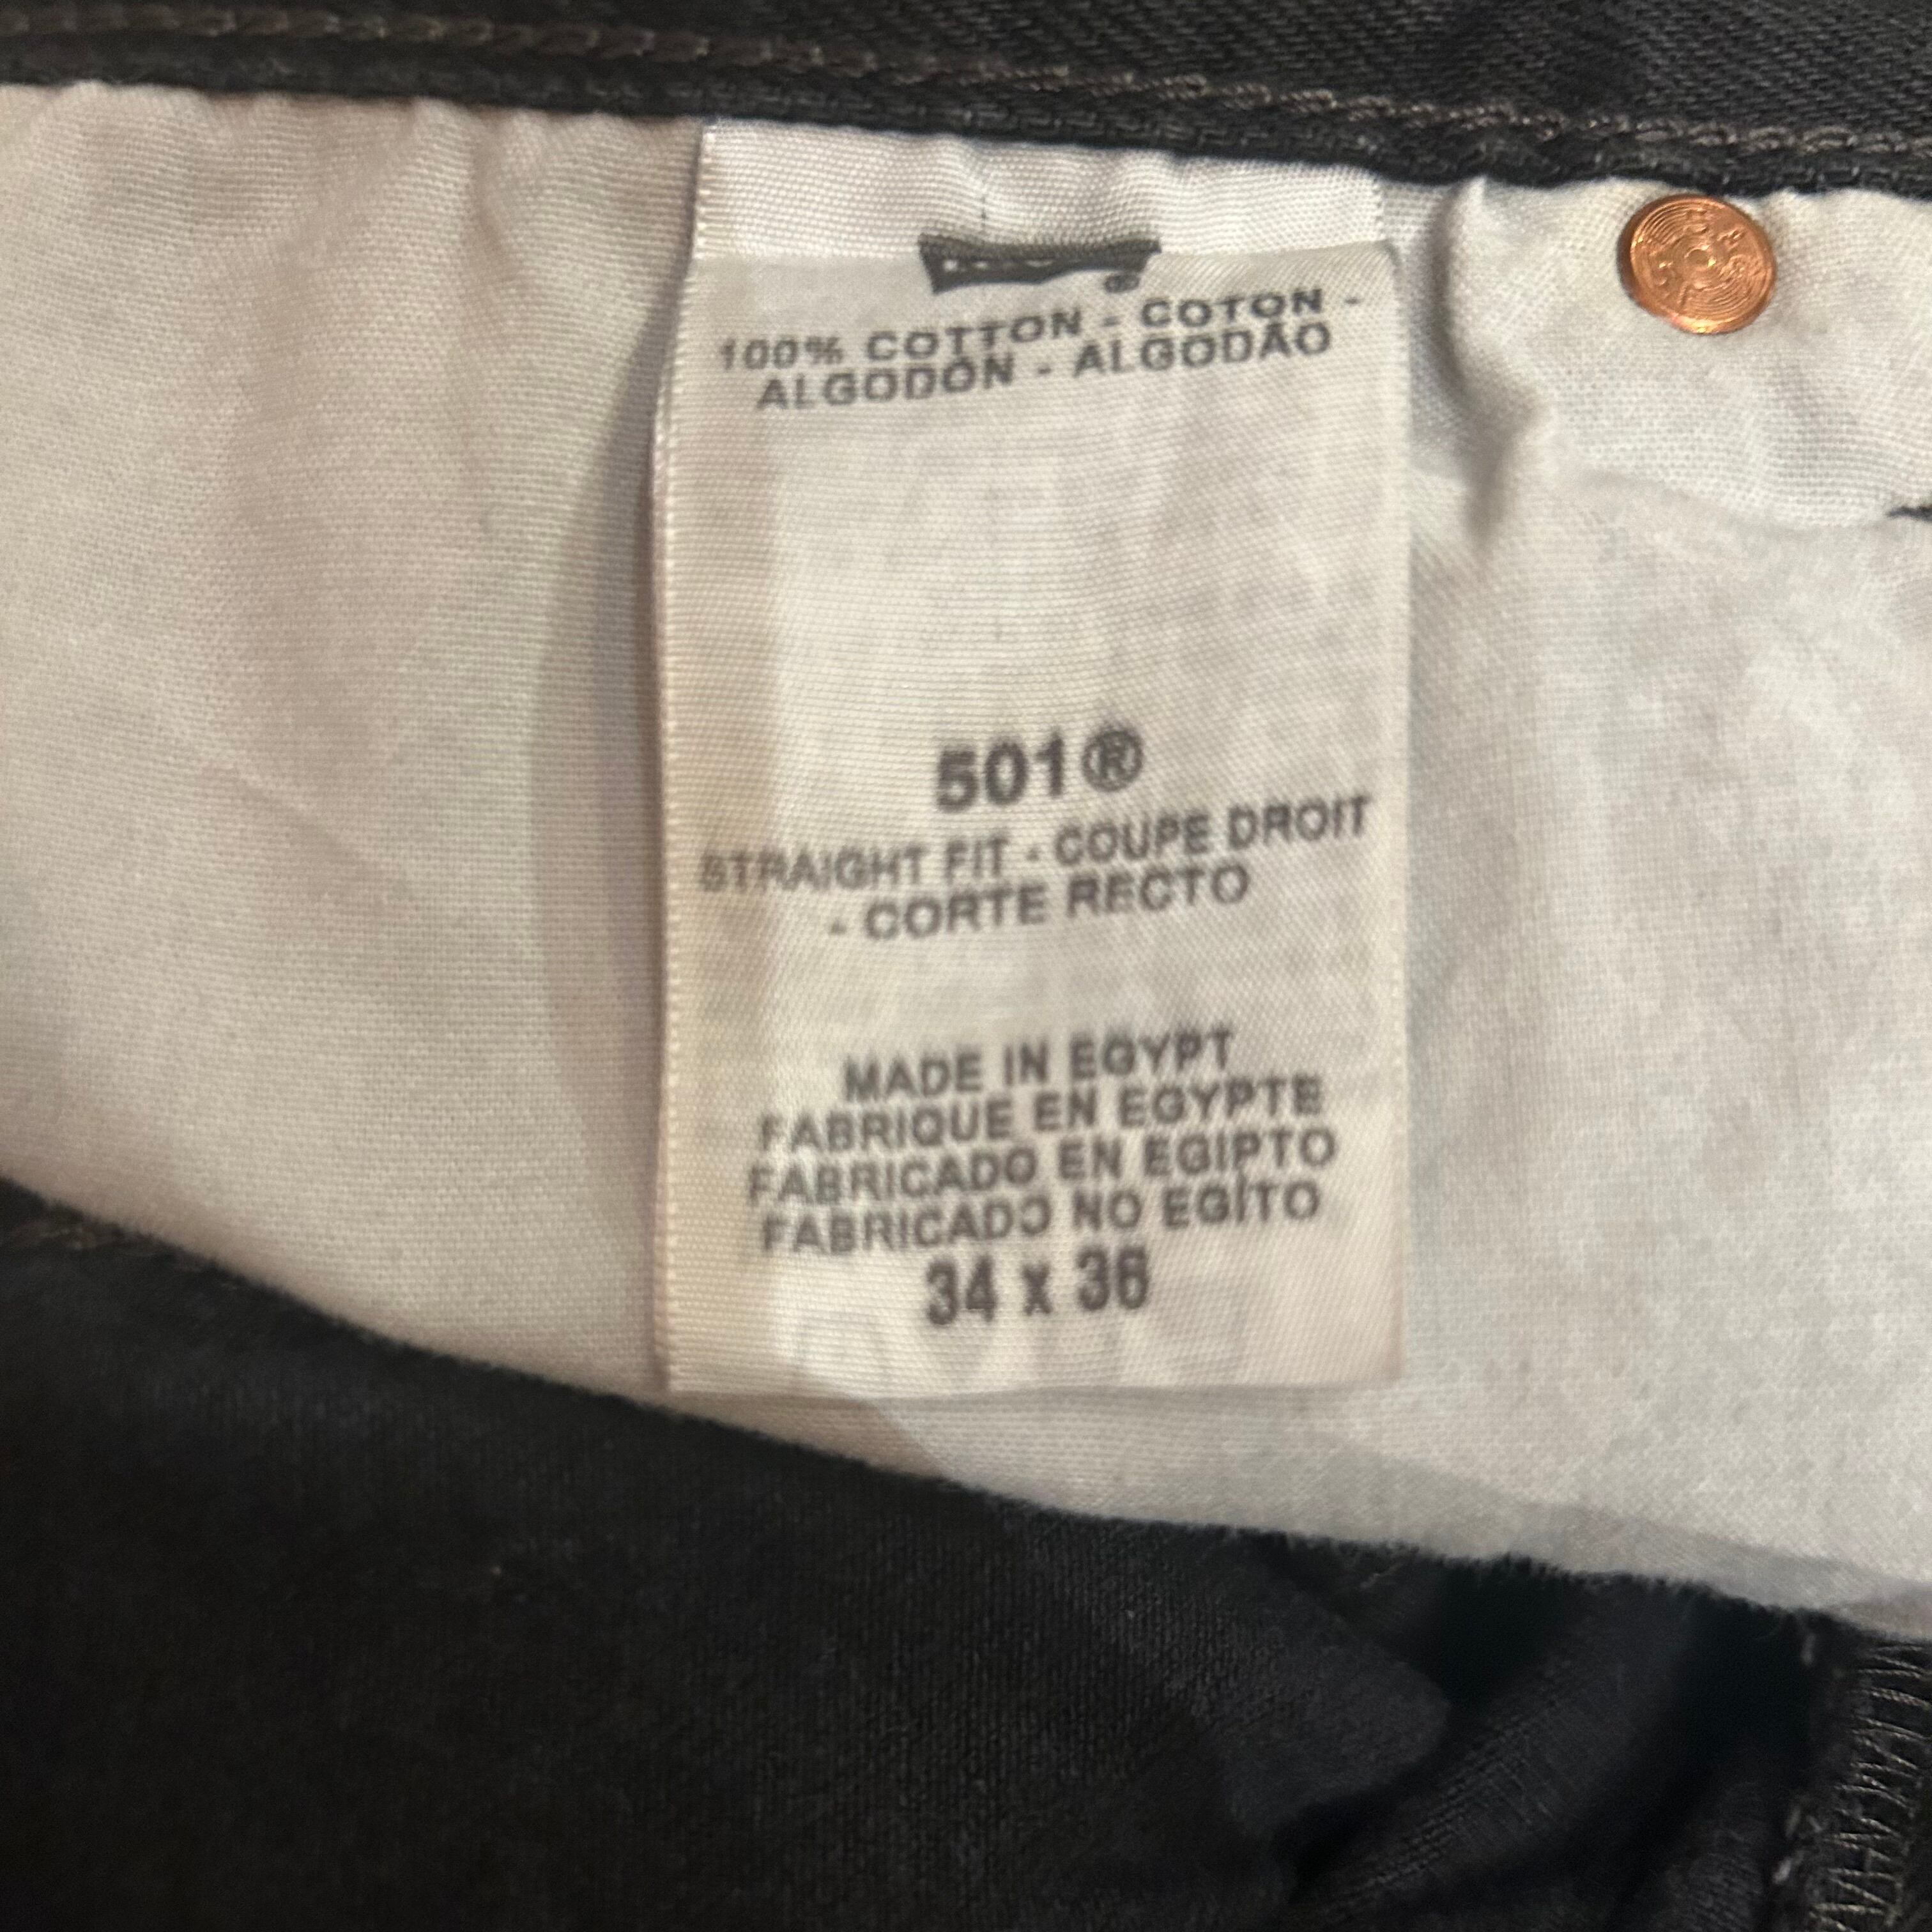 100% COTTON - COTON -
ALGODÓN - ALGODÃO
501®
STRAIGHT FIT - COUPE DROIT
- CORTE RECTO
MADE IN EGYPT
FABRIQUE EN EGYPTE
FABRICADO EN EGIPTO
FABRICADO NO EGÍTO
34 x 36